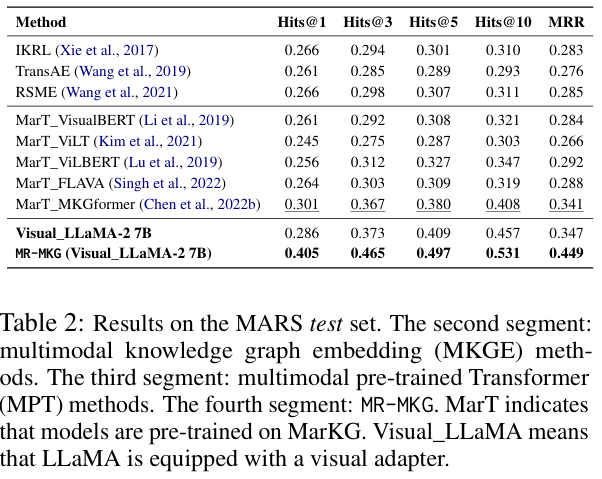 Method Hits@1 Hits@3 Hits@5 Hits@10 MRR
IKRL (Xie et al., 2017) 0.266 0.294 0.301 0.310 0.283
TransAE (Wang et al., 2019) 0.261 0.285 0.289 0.293 0.276
RSME (Wang et al., 2021) 0.266 0.298 0.307 0.311 0.285
MarT_VisualBERT (Li et al., 2019) 0.261 0.292 0.308 0.321 0.284
MarT_ViLT (Kim et al., 2021) 0.245 0.275 0.287 0.303 0.266
MarT_ViLBERT (Lu et al., 2019) 0.256 0.312 0.327 0.347 0.292
MarT_FLAVA (Singh et al., 2022) 0.264 0.303 0.309 0.319 0.288
MarT_MKGformer (Chen et al., 2022b) 0.301 0.367 0.380 0.408 0.341
Visual_LLaMA-2 7B 0.286 0.373 0.409 0.457 0.347
MR-MKG (Visual_LLaMA-2 7B) 0.405 0.465 0.497 0.531 0.449
Table 2: Results on the MARS test set. The second segment:
multimodal knowledge graph embedding (MKGE) meth-
ods. The third segment: multimodal pre-trained Transformer
(MPT) methods. The fourth segment: MR-MKG. MarT indicates
that models are pre-trained on MarKG. Visual_LLaMA means
that LLaMA is equipped with a visual adapter.